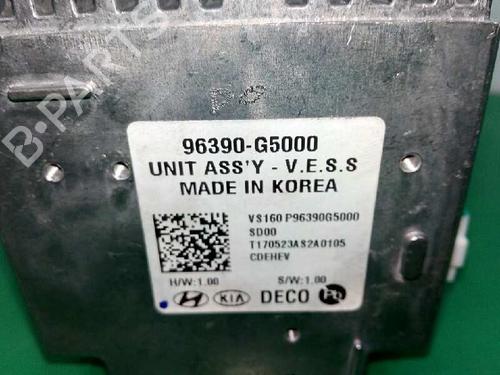 B-PARTS
96390-G5000
UNIT ASS'Y - V.E.S.S
MADE IN KOREA
VS160 P96390G5000
SD00
T170523AS2A0105
CDEHEV
H/W:1.00
S/W:1.00
KIA
DECO
Pb